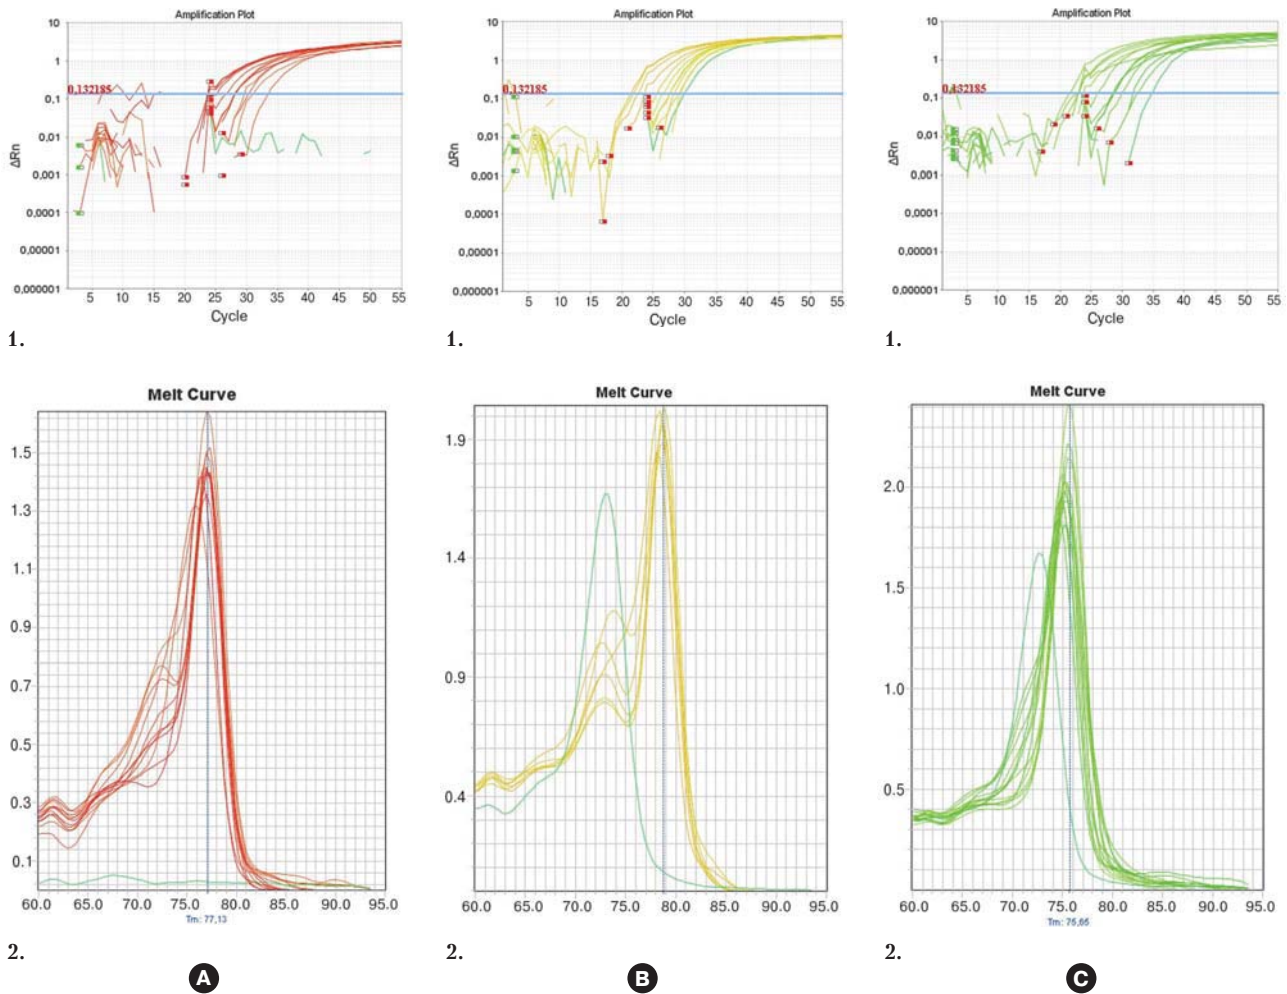 Amplification Plot
10
1
0,132185
0,1
0,01
0,001
0,0001
0,00001
0,000001
ΔRn
5 10 15 20 25 30 35 40 45 50 55
Cycle
1.
Amplification Plot
10
1
0,132185
0,1
0,01
0,001
0,0001
0,00001
0,000001
ΔRn
5 10 15 20 25 30 35 40 45 50 55
Cycle
1.
Amplification Plot
10
1
0,132185
0,1
0,01
0,001
0,0001
0,00001
0,000001
ΔRn
5 10 15 20 25 30 35 40 45 50 55
Cycle
1.
Melt Curve
1.5
1.3
1.1
0.9
0.7
0.5
0.3
0.1
60.0 65.0 70.0 75.0 80.0 85.0 90.0 95.0
Tm: 77,13
2.
A
Melt Curve
1.9
1.4
0.9
0.4
60.0 65.0 70.0 75.0 80.0 85.0 90.0 95.0
2.
B
Melt Curve
2.0
1.5
1.0
0.5
60.0 65.0 70.0 75.0 80.0 85.0 90.0 95.0
Tm: 75,65
2.
C